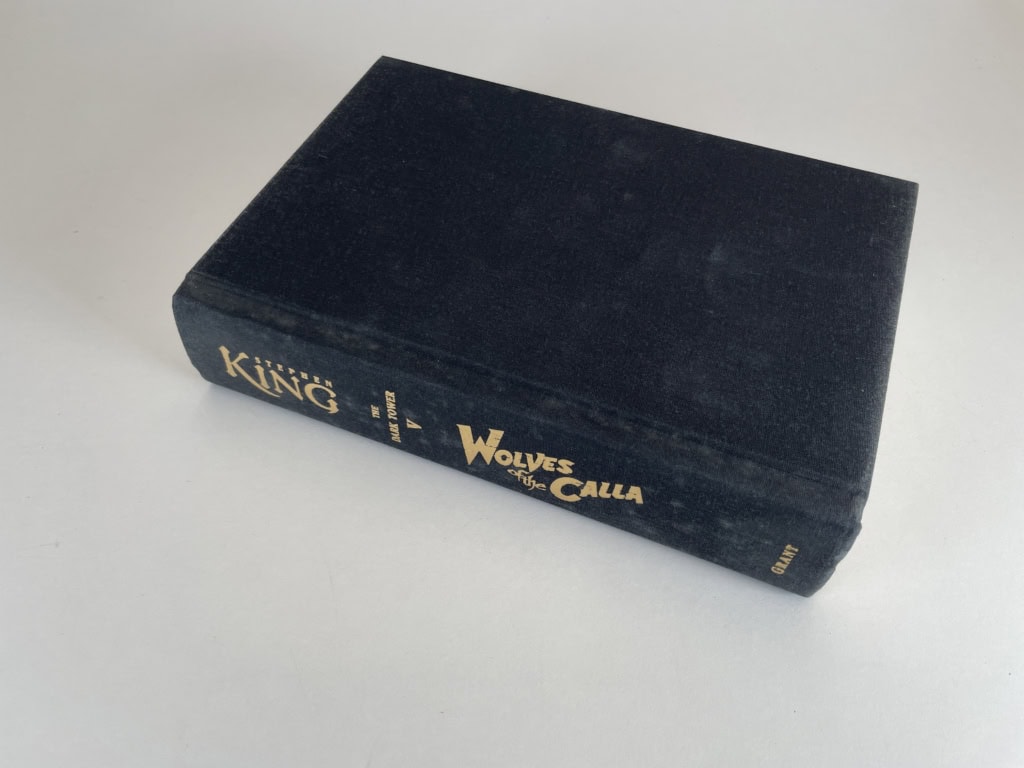 STEPHEN
KING
THE
DARK TOWER
V
WOLVES
of the
CALLA
GRANT